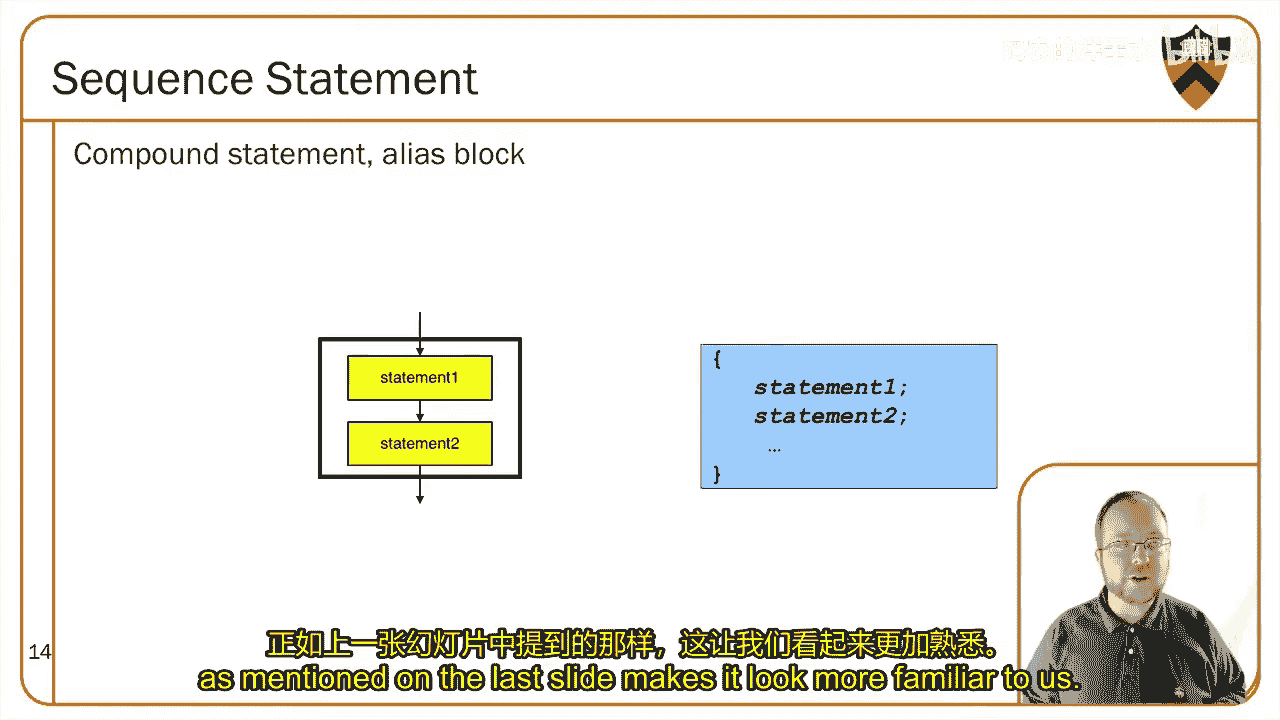 Sequence Statement
Compound statement, alias block
statement1
statement2
{
statement1;
statement2;
…
}
14
正如上一张幻灯片中提到的那样，这让我们看起来更加熟悉。
as mentioned on the last slide makes it look more familiar to us.